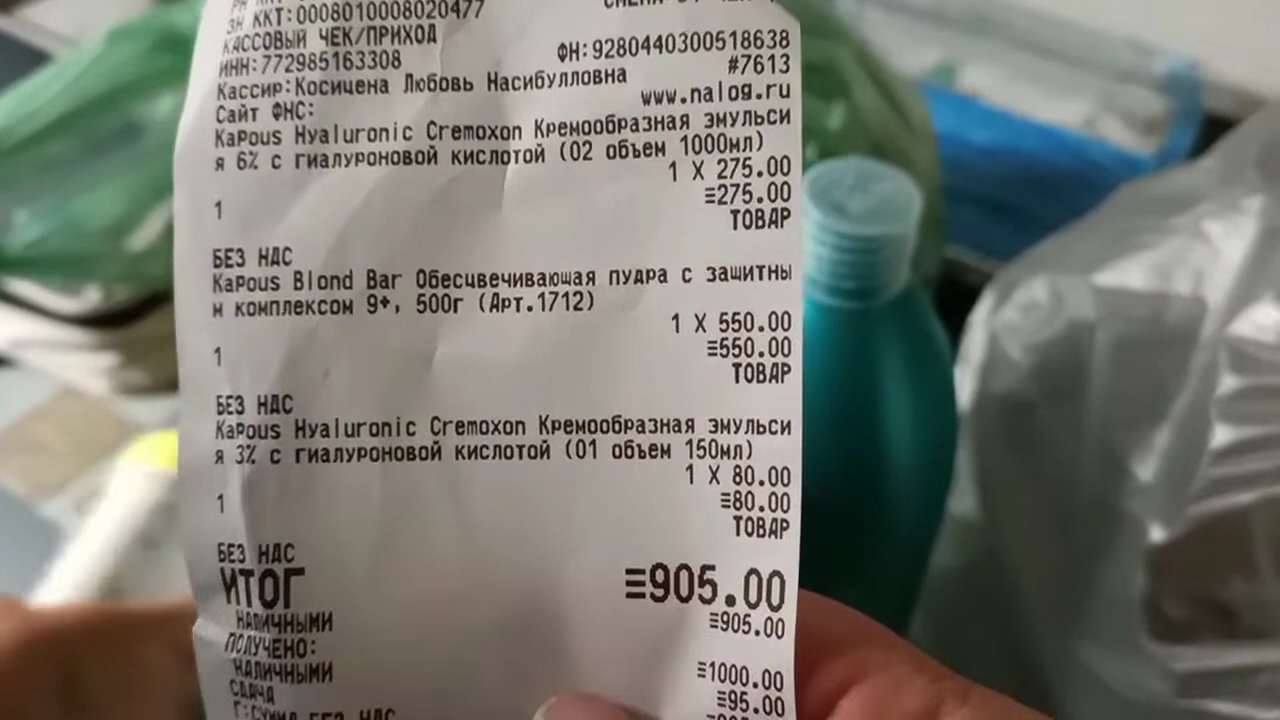 ЗН ККТ:0008010008020477
КАССОВЫЙ ЧЕК/ПРИХОД
ФН:9280440300518638
ИНН:772985163308
#7613
Кассир:Косицена Любовь Насибулловна
www.nalog.ru
Сайт ФНС:
Kapous Hyaluronic Cremoxon Кремообразная эмульси
я 6% с гиалуроновой кислотой (02 объем 1000мл)
1 X 275.00
1 ≡275.00
ТОВАР
БЕЗ НДС
Kapous Blond Bar Обесцвечивающая пудра с защитны
м комплексом 9+, 500г (Арт.1712)
1 X 550.00
1 ≡550.00
ТОВАР
БЕЗ НДС
Kapous Hyaluronic Cremoxon Кремообразная эмульси
я 3% с гиалуроновой кислотой (01 объем 150мл)
1 X 80.00
1 ≡80.00
ТОВАР
БЕЗ НДС
ИТОГ ≡905.00
НАЛИЧНЫМИ ≡905.00
ПОЛУЧЕНО:
НАЛИЧНЫМИ ≡1000.00
СДАЧА ≡95.00
Г:СУММА БЕЗ НДС